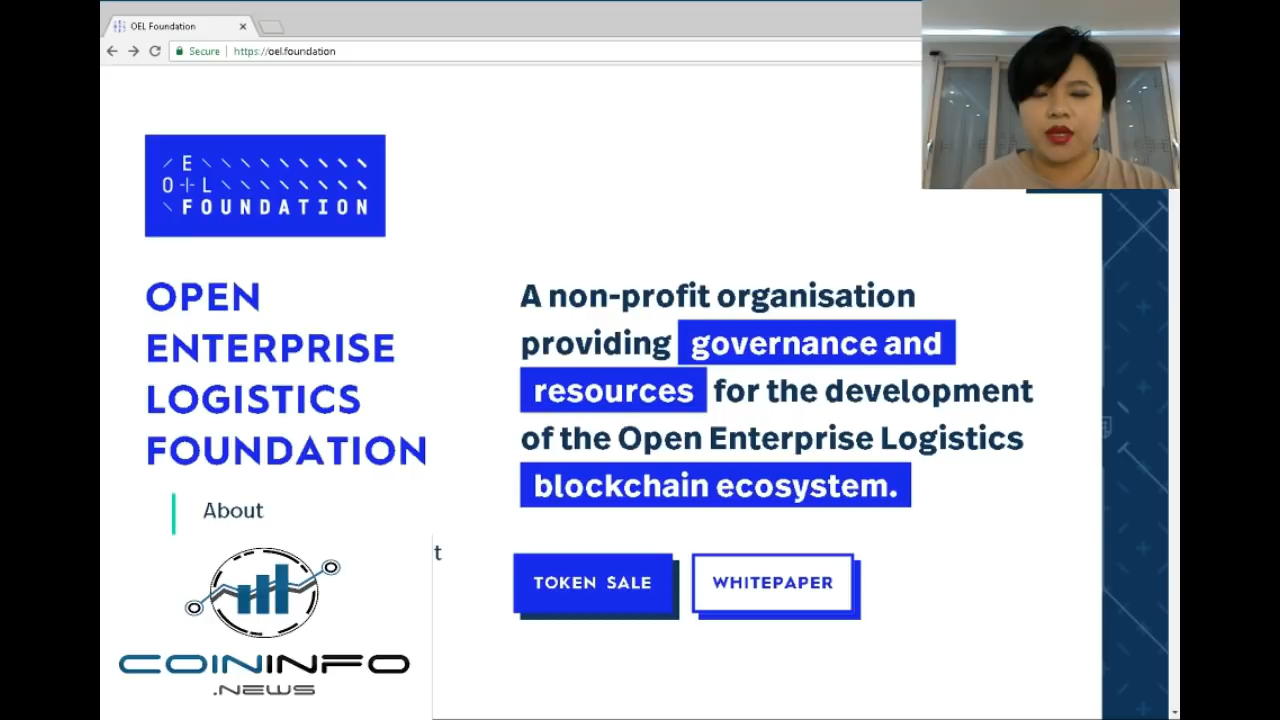 OEL Foundation
Secure
https://oel.foundation
E
O+L
FOUNDATION
OPEN
ENTERPRISE
LOGISTICS
FOUNDATION
About
t
A non-profit organisation
providing governance and
resources for the development
of the Open Enterprise Logistics
blockchain ecosystem.
TOKEN SALE
WHITEPAPER
COININFO
.NEWS